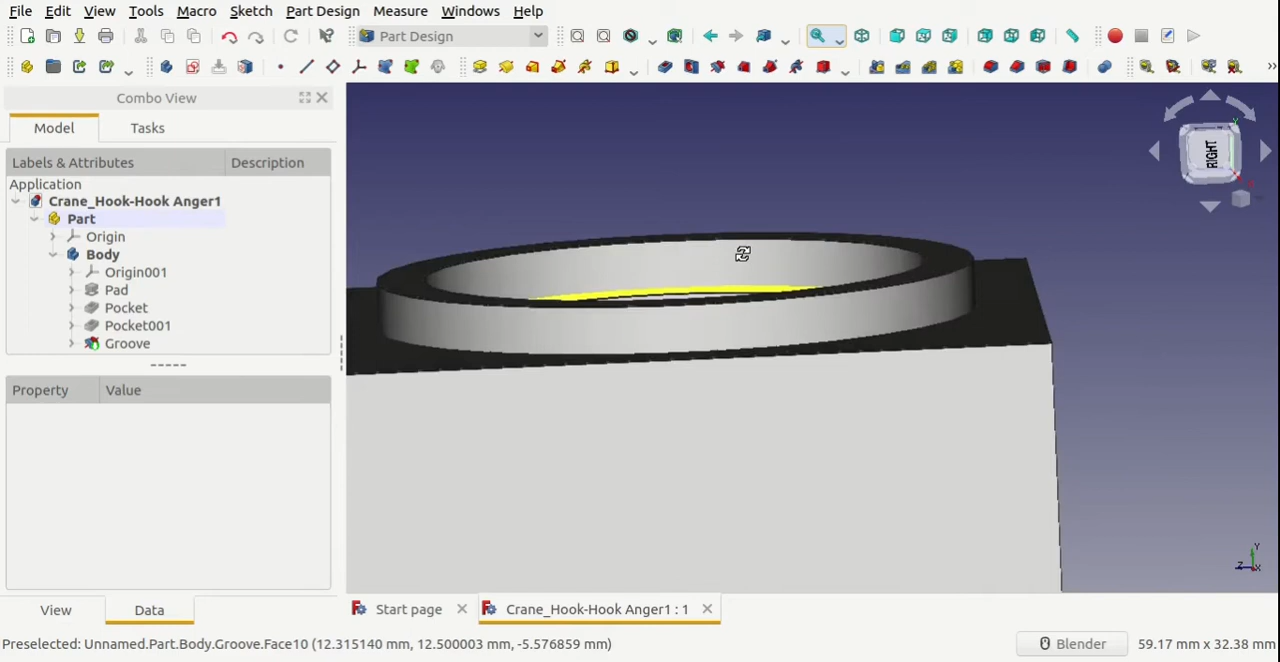 File Edit View Tools Macro Sketch Part Design Measure Windows Help
Part Design
Combo View
Model Tasks
Labels & Attributes Description
Application
Crane_Hook-Hook Anger1
Part
Origin
Body
Origin001
Pad
Pocket
Pocket001
Groove
Property Value
RIGHT
Y
Y
Z X
View Data
Start page Crane_Hook-Hook Anger1 : 1
Preselected: Unnamed.Part.Body.Groove.Face10 (12.315140 mm, 12.500003 mm, -5.576859 mm) Blender 59.17 mm x 32.38 mm